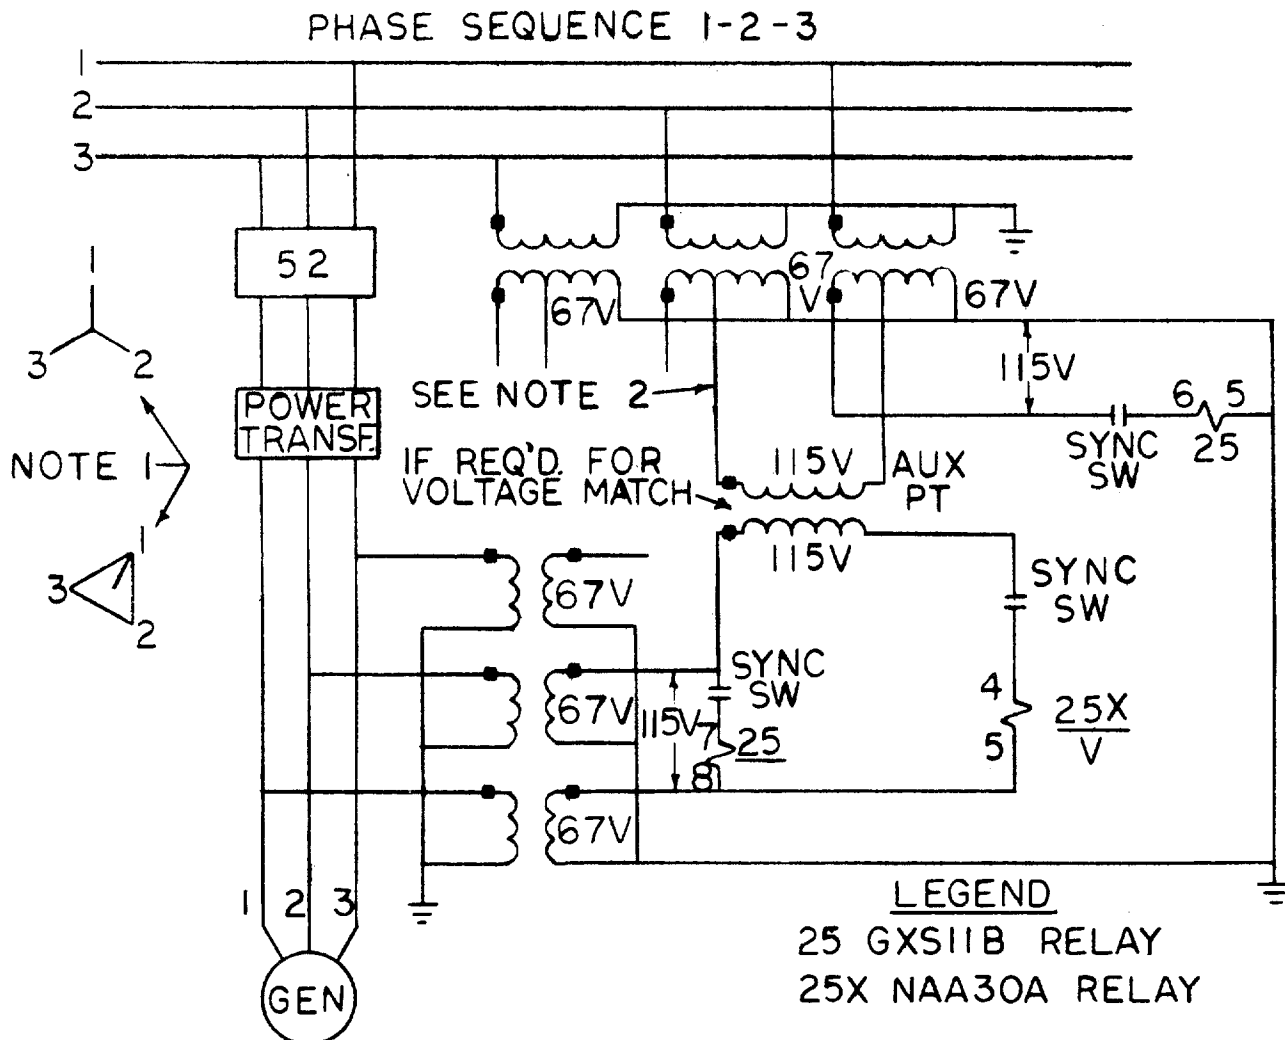 PHASE SEQUENCE 1-2-3
1
2
3
52
1
3 2
67V
67
V
67V
115V
SEE NOTE 2
POWER
TRANSF.
6 5
25
SYNC
SW
NOTE 1
IF REQ'D. FOR
VOLTAGE MATCH
115V
AUX
PT
115V
1
3
2
67V
SYNC
SW
SYNC
SW
67V
115V
7
25
8
4
5
25X
V
67V
1 2 3
GEN
LEGEND
25 GXS11B RELAY
25X NAA30A RELAY